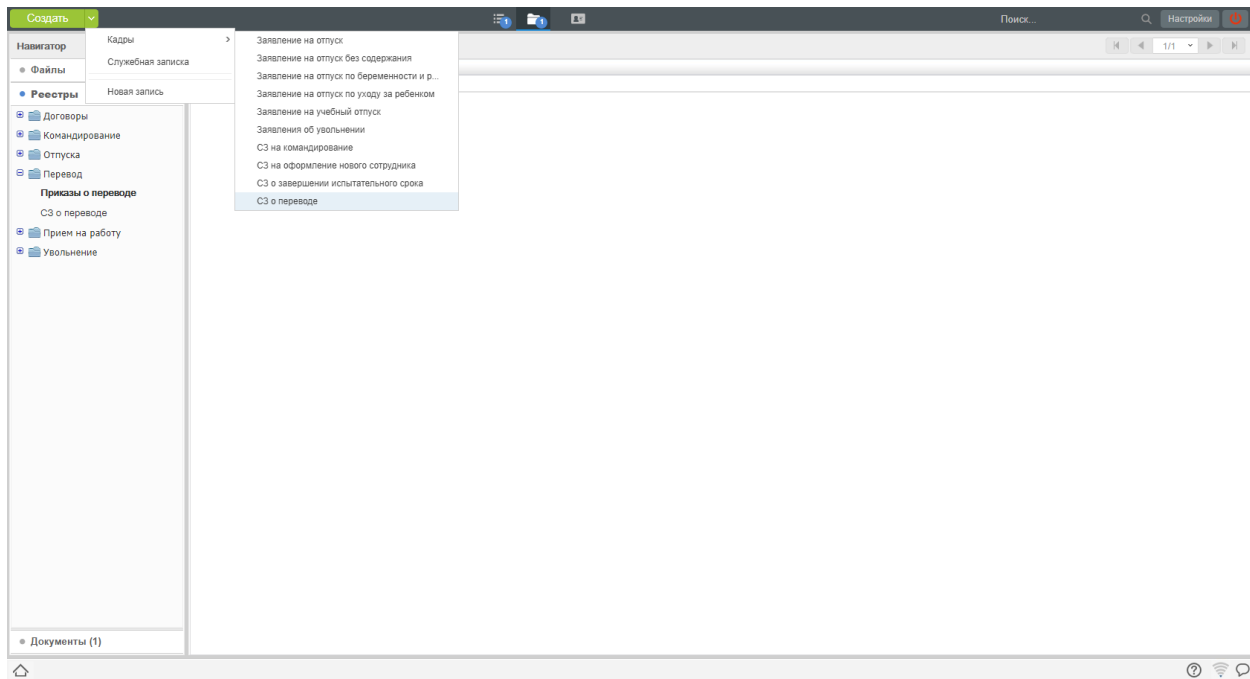 Создать
1
1
Поиск...
Настройки
Навигатор
1/1
Файлы
Реестры
Договоры
Командирование
Отпуска
Перевод
Приказы о переводе
СЗ о переводе
Прием на работу
Увольнение
Кадры
Служебная записка
Новая запись
Заявление на отпуск
Заявление на отпуск без содержания
Заявление на отпуск по беременности и р...
Заявление на отпуск по уходу за ребенком
Заявление на учебный отпуск
Заявления об увольнении
СЗ на командирование
СЗ на оформление нового сотрудника
СЗ о завершении испытательного срока
СЗ о переводе
Документы (1)